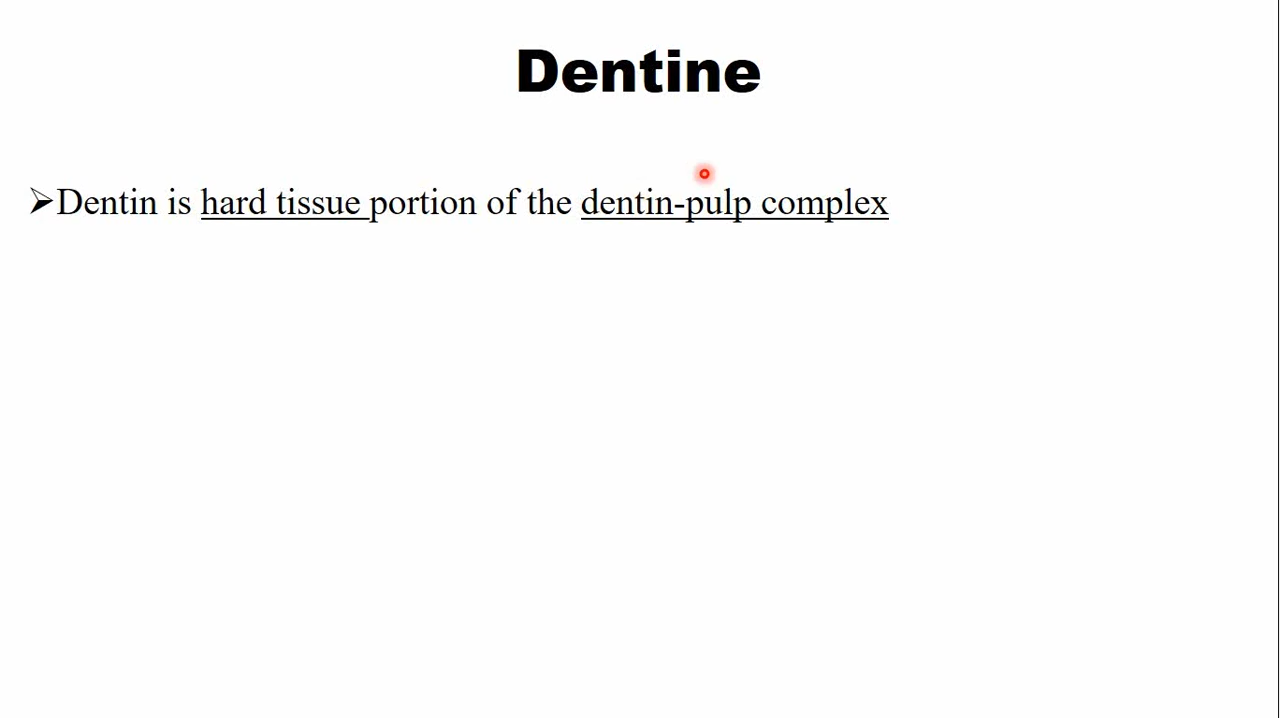 Dentine
➢Dentin is hard tissue portion of the dentin-pulp complex